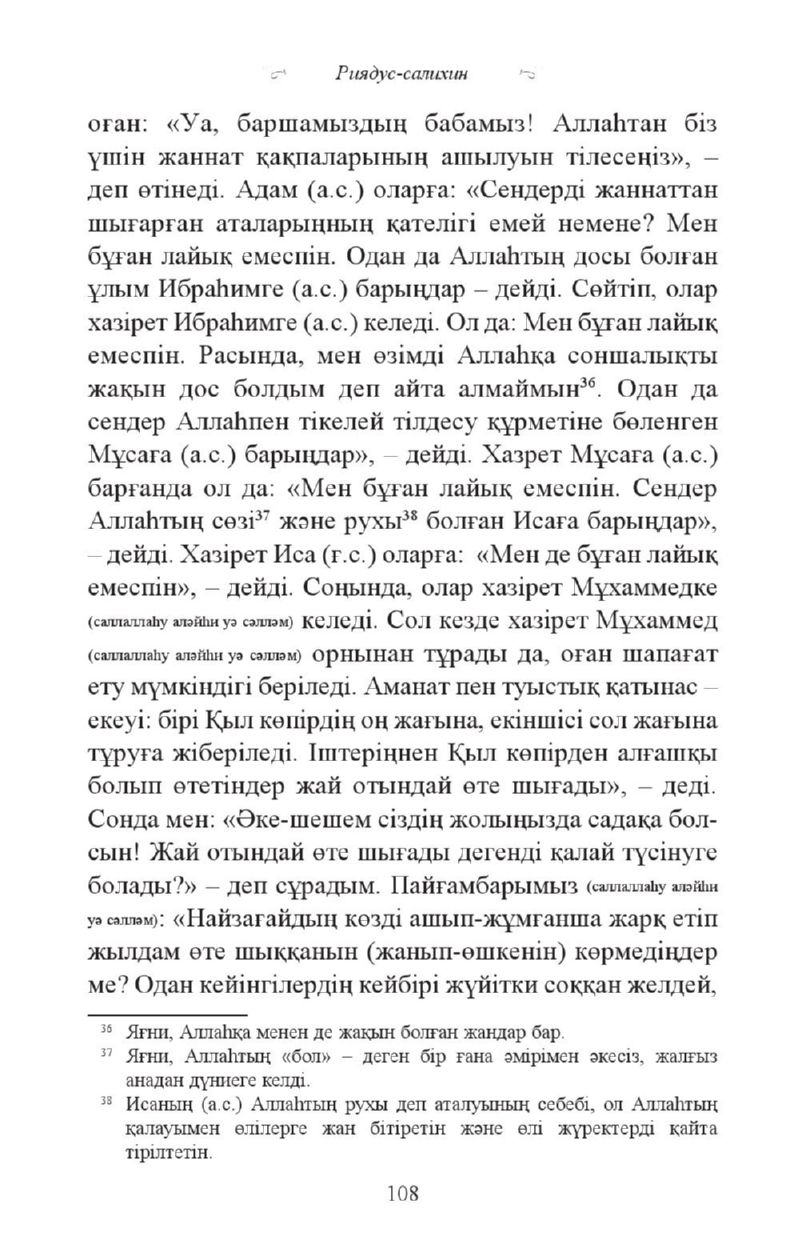 Риядус-салихин
оған: «Уа, баршамыздың бабамыз! Аллаһтан біз
үшін жаннат қақпаларының ашылуын тілесеңіз», –
деп өтінеді. Адам (а.с.) оларға: «Сендерді жаннаттан
шығарған аталарыңның қателігі емей немене? Мен
бұған лайық емеспін. Одан да Аллаһтың досы болған
ұлым Ибраһимге (а.с.) барыңдар – дейді. Сөйтіп, олар
хазірет Ибраһимге (а.с.) келеді. Ол да: Мен бұған лайық
емеспін. Расында, мен өзімді Аллаһқа соншалықты
жақын дос болдым деп айта алмаймын³⁶. Одан да
сендер Аллаһпен тікелей тілдесу құрметіне бөленген
Мұсаға (а.с.) барыңдар», – дейді. Хазрет Мұсаға (а.с.)
барғанда ол да: «Мен бұған лайық емеспін. Сендер
Аллаһтың сөзі³⁷ және рухы³⁸ болған Исаға барыңдар»,
– дейді. Хазірет Иса (ғ.с.) оларға: «Мен де бұған лайық
емеспін», – дейді. Соңында, олар хазірет Мұхаммедке
(саллаллаһу аләйһи уә сәлләм) келеді. Сол кезде хазірет Мұхаммед
(саллаллаһу аләйһи уә сәлләм) орнынан тұрады да, оған шапағат
ету мүмкіндігі беріледі. Аманат пен туыстық қатынас –
екеуі: бірі Қыл көпірдің оң жағына, екіншісі сол жағына
тұруға жіберіледі. Іштеріңнен Қыл көпірден алғашқы
болып өтетіндер жай отындай өте шығады», – деді.
Сонда мен: «Әке-шешем сіздің жолыңызда садақа бол-
сын! Жай отындай өте шығады дегенді қалай түсінуге
болады?» – деп сұрадым. Пайғамбарымыз (саллаллаһу аләйһи
уә сәлләм): «Найзағайдың көзді ашып-жұмғанша жарқ етіп
жылдам өте шыққанын (жанып-өшкенін) көрмедіңдер
ме? Одан кейінгілердің кейбірі жүйітки соққан желдей,
³⁶ Яғни, Аллаһқа менен де жақын болған жандар бар.
³⁷ Яғни, Аллаһтың «бол» – деген бір ғана әмірімен әкесіз, жалғыз
анадан дүниеге келді.
³⁸ Исаның (а.с.) Аллаһтың рухы деп аталуының себебі, ол Аллаһтың
қалауымен өлілерге жан бітіретін және өлі жүректерді қайта
тірілтетін.
108